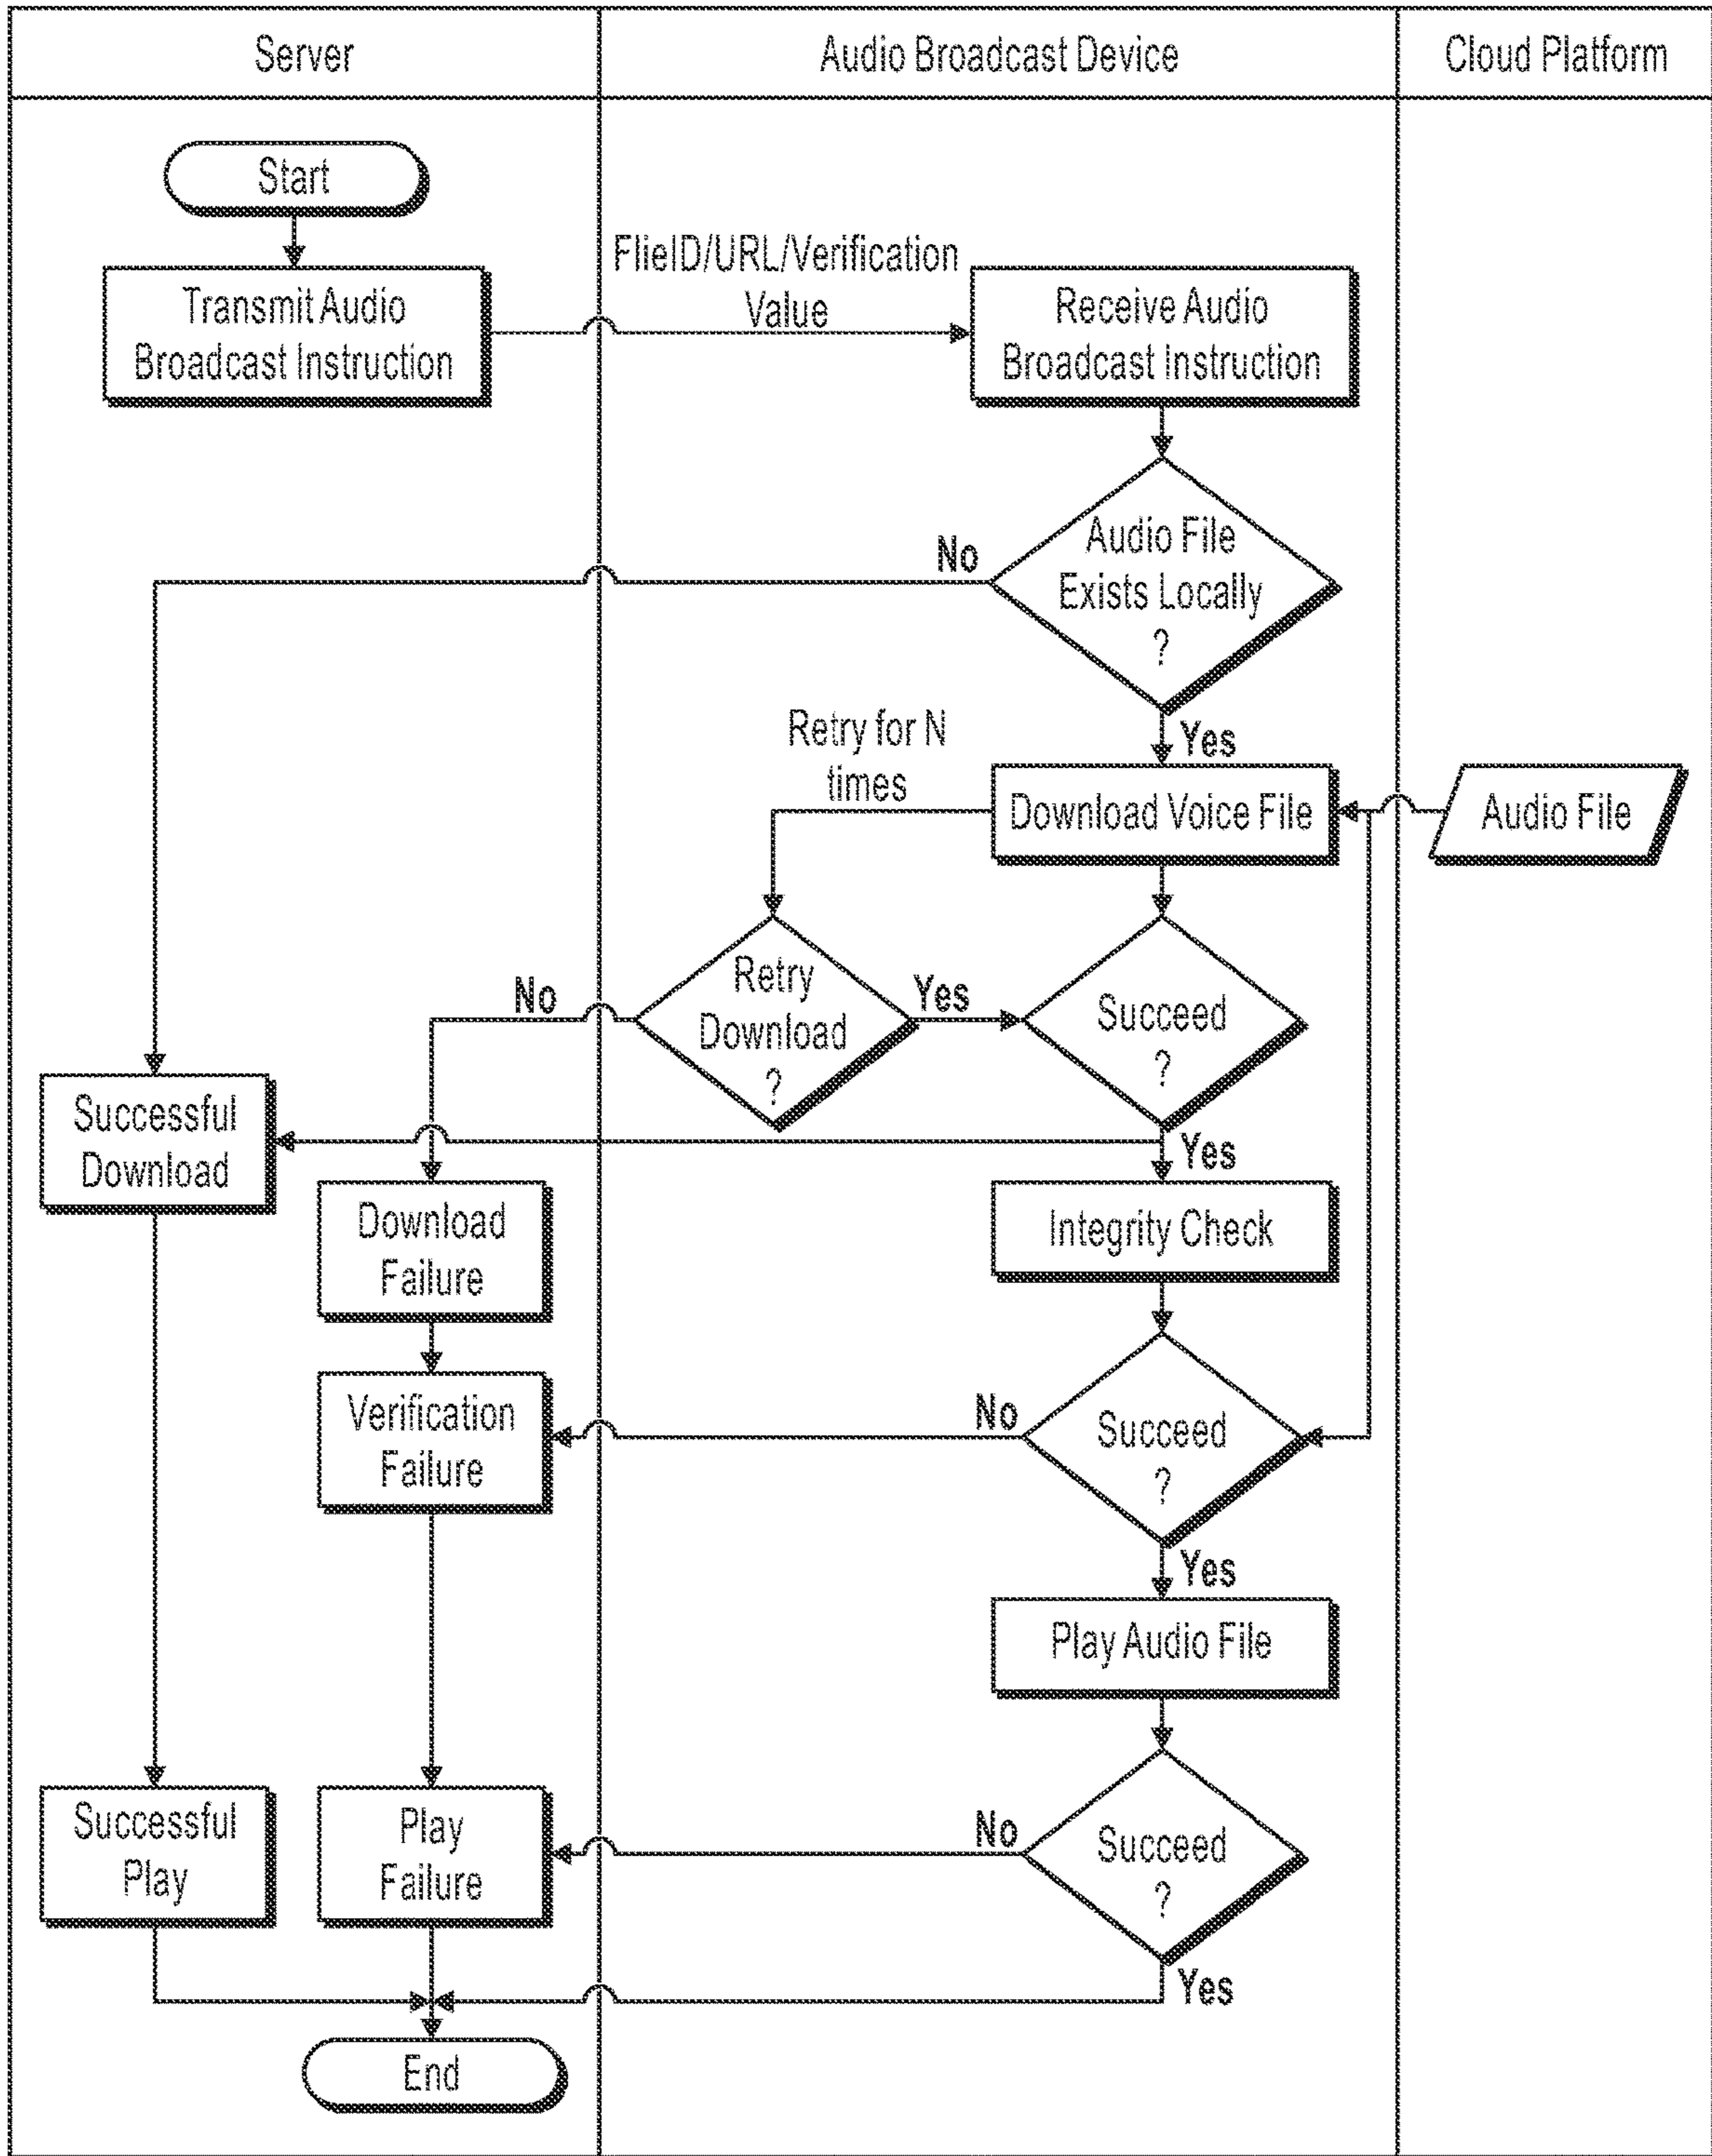 Server
Audio Broadcast Device
Cloud Platform
Start
FlieID/URL/Verification
Value
Transmit Audio
Broadcast Instruction
Receive Audio
Broadcast Instruction
No
Audio File
Exists Locally
?
Yes
Retry for N
times
Download Voice File
Audio File
No
Retry
Download
?
Yes
Succeed
?
Successful
Download
Yes
Download
Failure
Integrity Check
Verification
Failure
No
Succeed
?
Yes
Play Audio File
Successful
Play
Play
Failure
No
Succeed
?
Yes
End